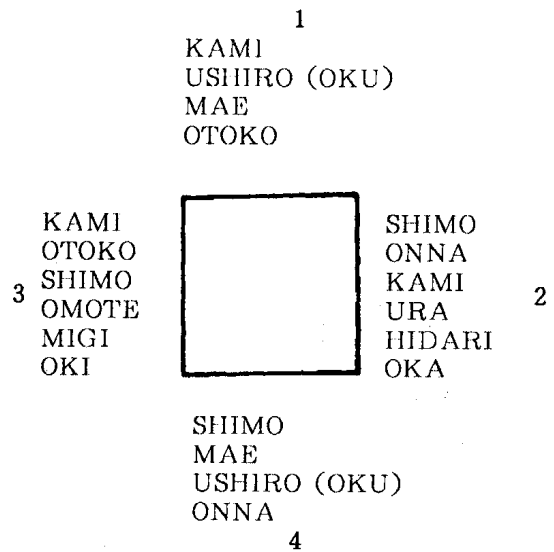 1
KAMI
USHIRO (OKU)
MAE
OTOKO
KAMI
OTOKO
SHIMO
OMOTE
MIGI
OKI
3
SHIMO
ONNA
KAMI
URA
HIDARI
OKA
2
SHIMO
MAE
USHIRO (OKU)
ONNA
4